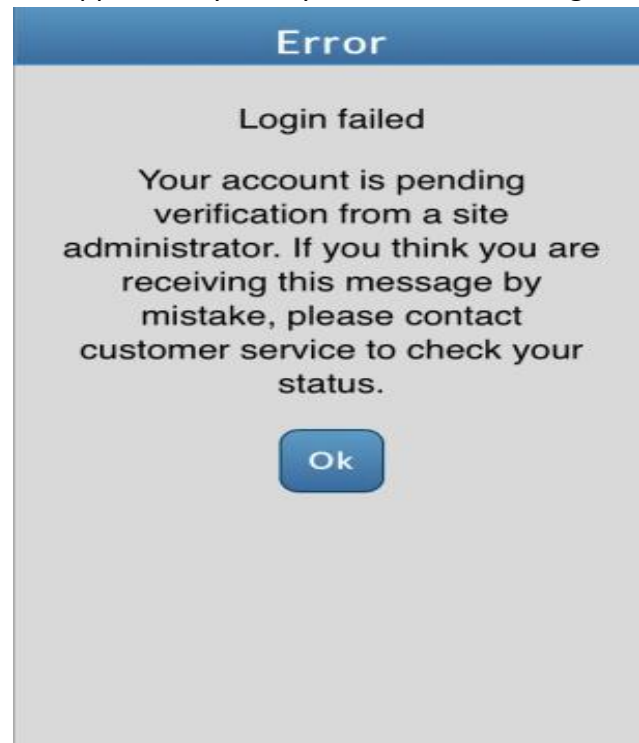 Error
Login failed
Your account is pending
verification from a site
administrator. If you think you are
receiving this message by
mistake, please contact
customer service to check your
status.
Ok